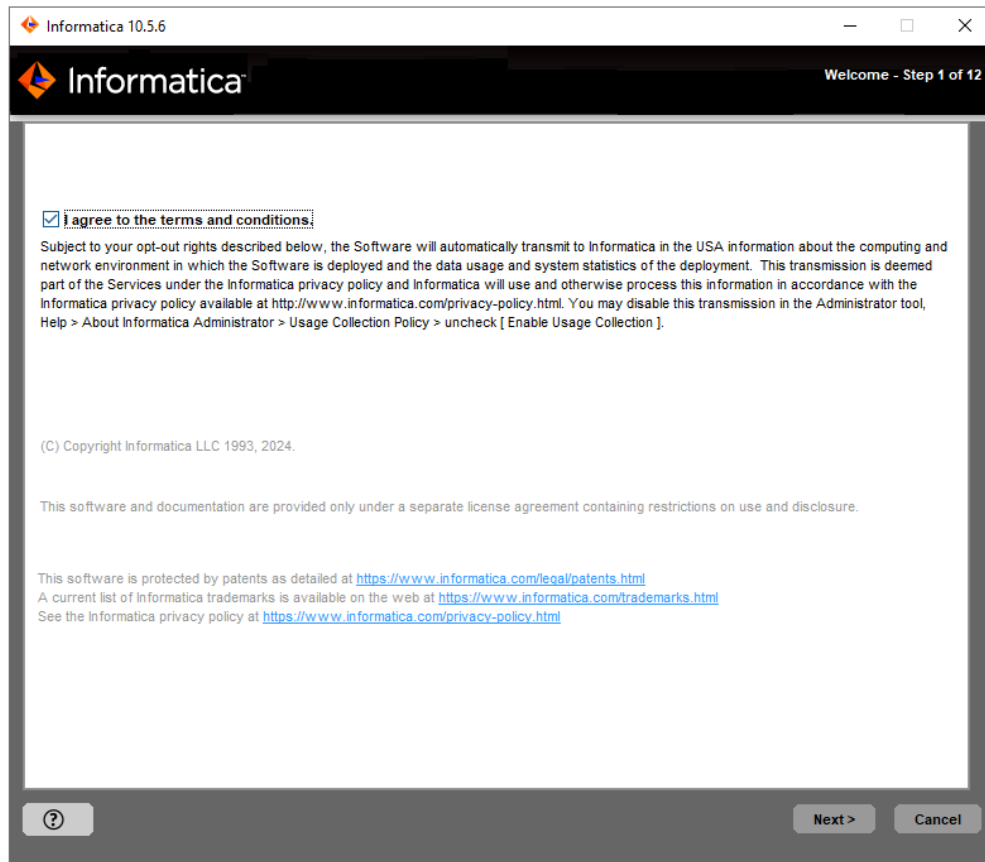 Informatica 10.5.6
Informatica
Welcome - Step 1 of 12
I agree to the terms and conditions.
Subject to your opt-out rights described below, the Software will automatically transmit to Informatica in the USA information about the computing and
network environment in which the Software is deployed and the data usage and system statistics of the deployment.  This transmission is deemed
part of the Services under the Informatica privacy policy and Informatica will use and otherwise process this information in accordance with the
Informatica privacy policy available at http://www.informatica.com/privacy-policy.html. You may disable this transmission in the Administrator tool,
Help > About Informatica Administrator > Usage Collection Policy > uncheck [ Enable Usage Collection ].
(C) Copyright Informatica LLC 1993, 2024.
This software and documentation are provided only under a separate license agreement containing restrictions on use and disclosure.
This software is protected by patents as detailed at https://www.informatica.com/legal/patents.html
A current list of Informatica trademarks is available on the web at https://www.informatica.com/trademarks.html
See the Informatica privacy policy at https://www.informatica.com/privacy-policy.html
?
Next >
Cancel